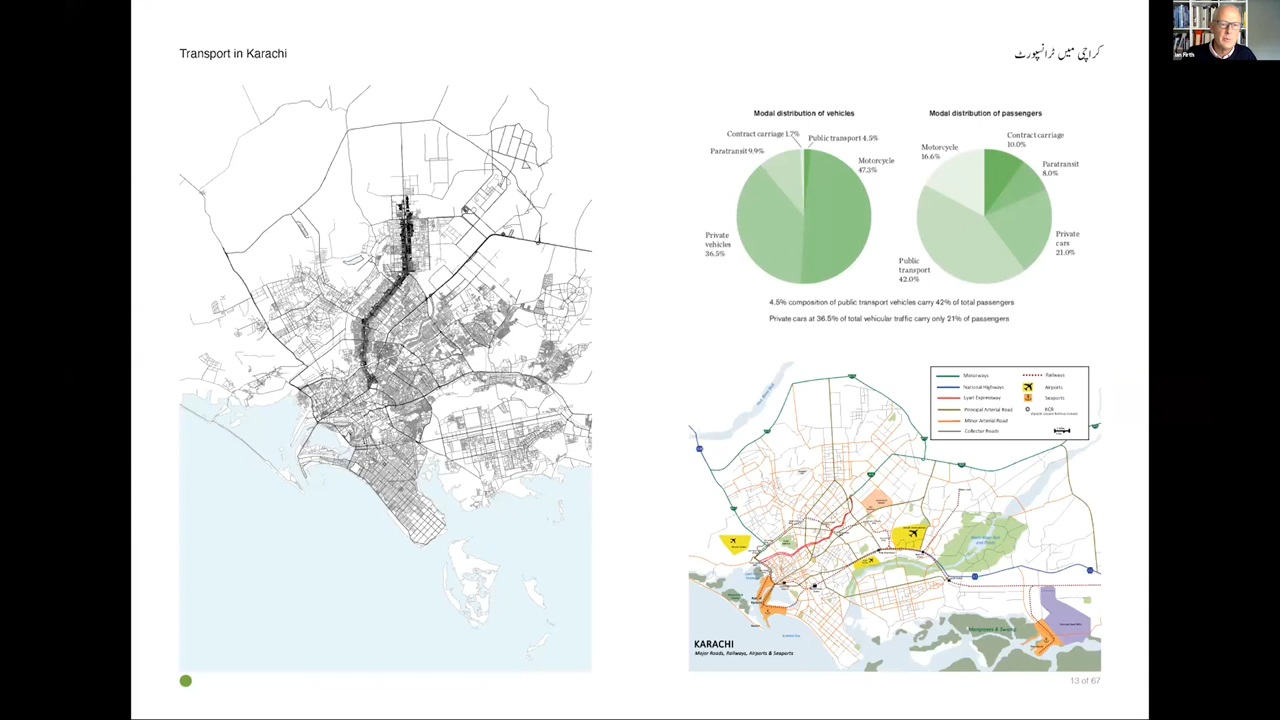 Transport in Karachi
کراچی میں ٹرانسپورٹ
Jan Firth
Modal distribution of vehicles
Contract carriage 1.7%
Public transport 4.5%
Paratransit 9.9%
Motorcycle
47.3%
Private
vehicles
36.5%
Modal distribution of passengers
Contract carriage
10.0%
Motorcycle
16.6%
Paratransit
8.0%
Private
cars
21.0%
Public
transport
42.0%
4.5% composition of public transport vehicles carry 42% of total passengers
Private cars at 36.5% of total vehicular traffic carry only 21% of passengers
Motorways
National Highways
Lyari Expressway
Principal Arterial Road
Minor Arterial Road
Collector Roads
Railways
Airports
Seaports
KCR
Mangroves & Swamp
KARACHI
Major Roads, Railways, Airports & Seaports
13 of 67